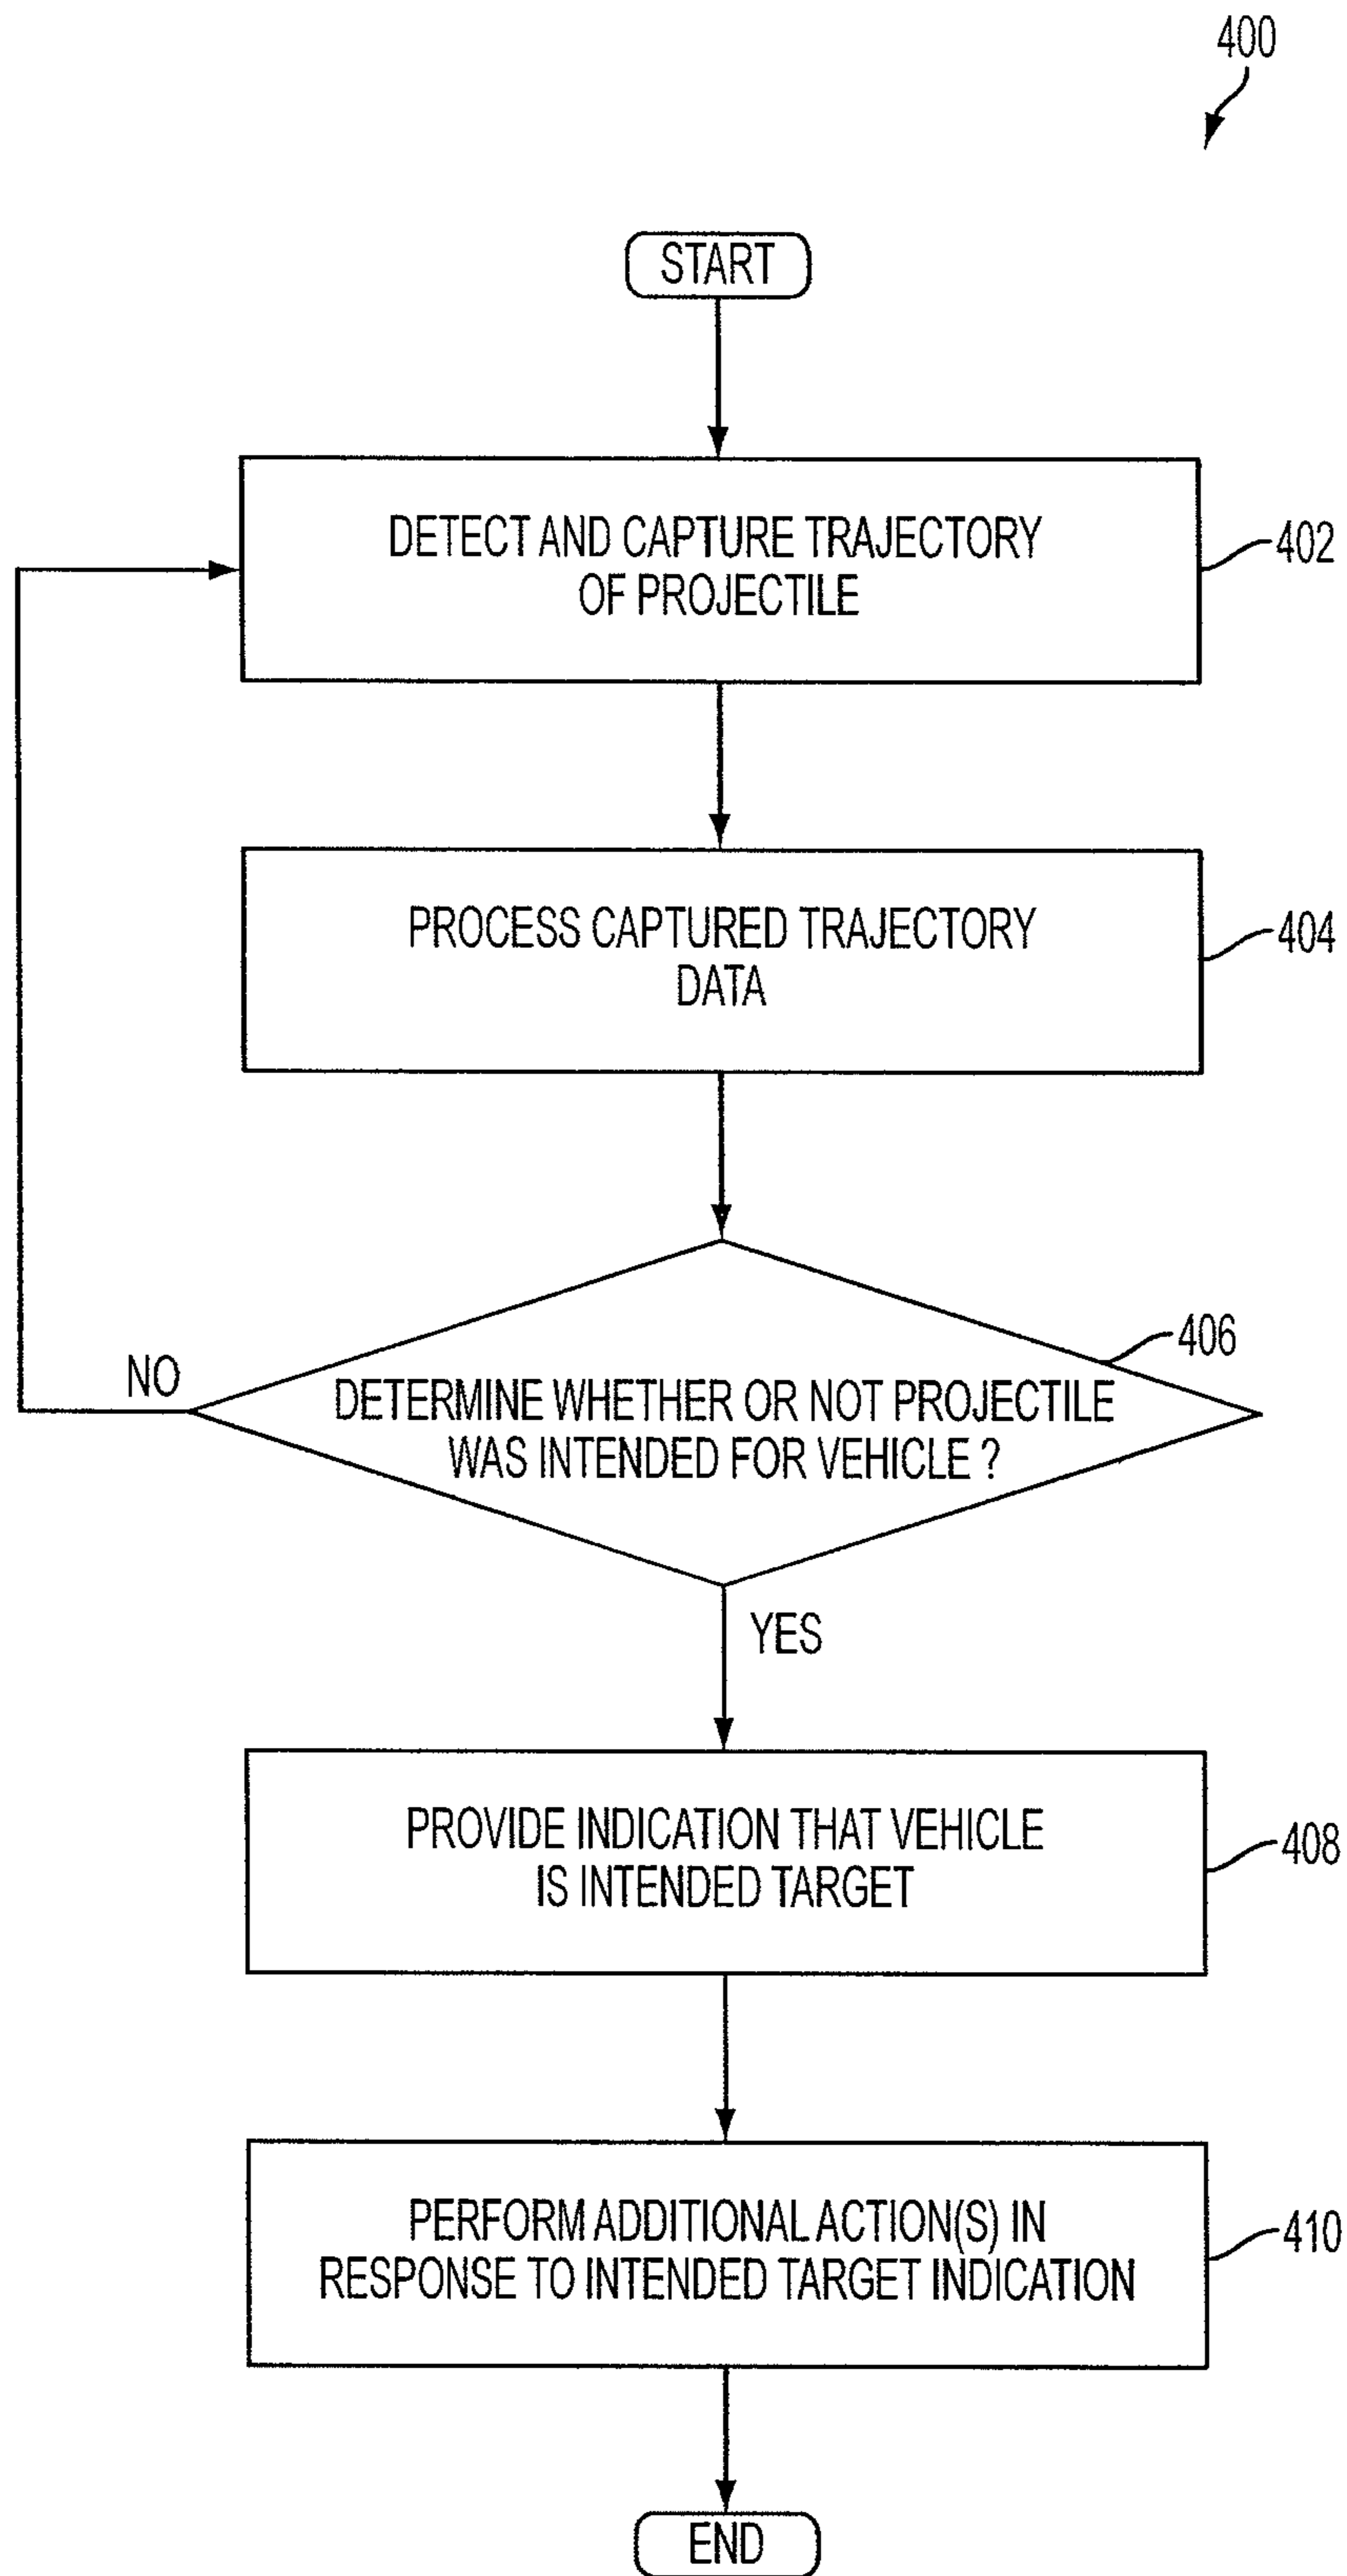 400
START
DETECT AND CAPTURE TRAJECTORY
OF PROJECTILE
402
PROCESS CAPTURED TRAJECTORY
DATA
404
406
NO
DETERMINE WHETHER OR NOT PROJECTILE
WAS INTENDED FOR VEHICLE ?
YES
PROVIDE INDICATION THAT VEHICLE
IS INTENDED TARGET
408
PERFORM ADDITIONAL ACTION(S) IN
RESPONSE TO INTENDED TARGET INDICATION
410
END